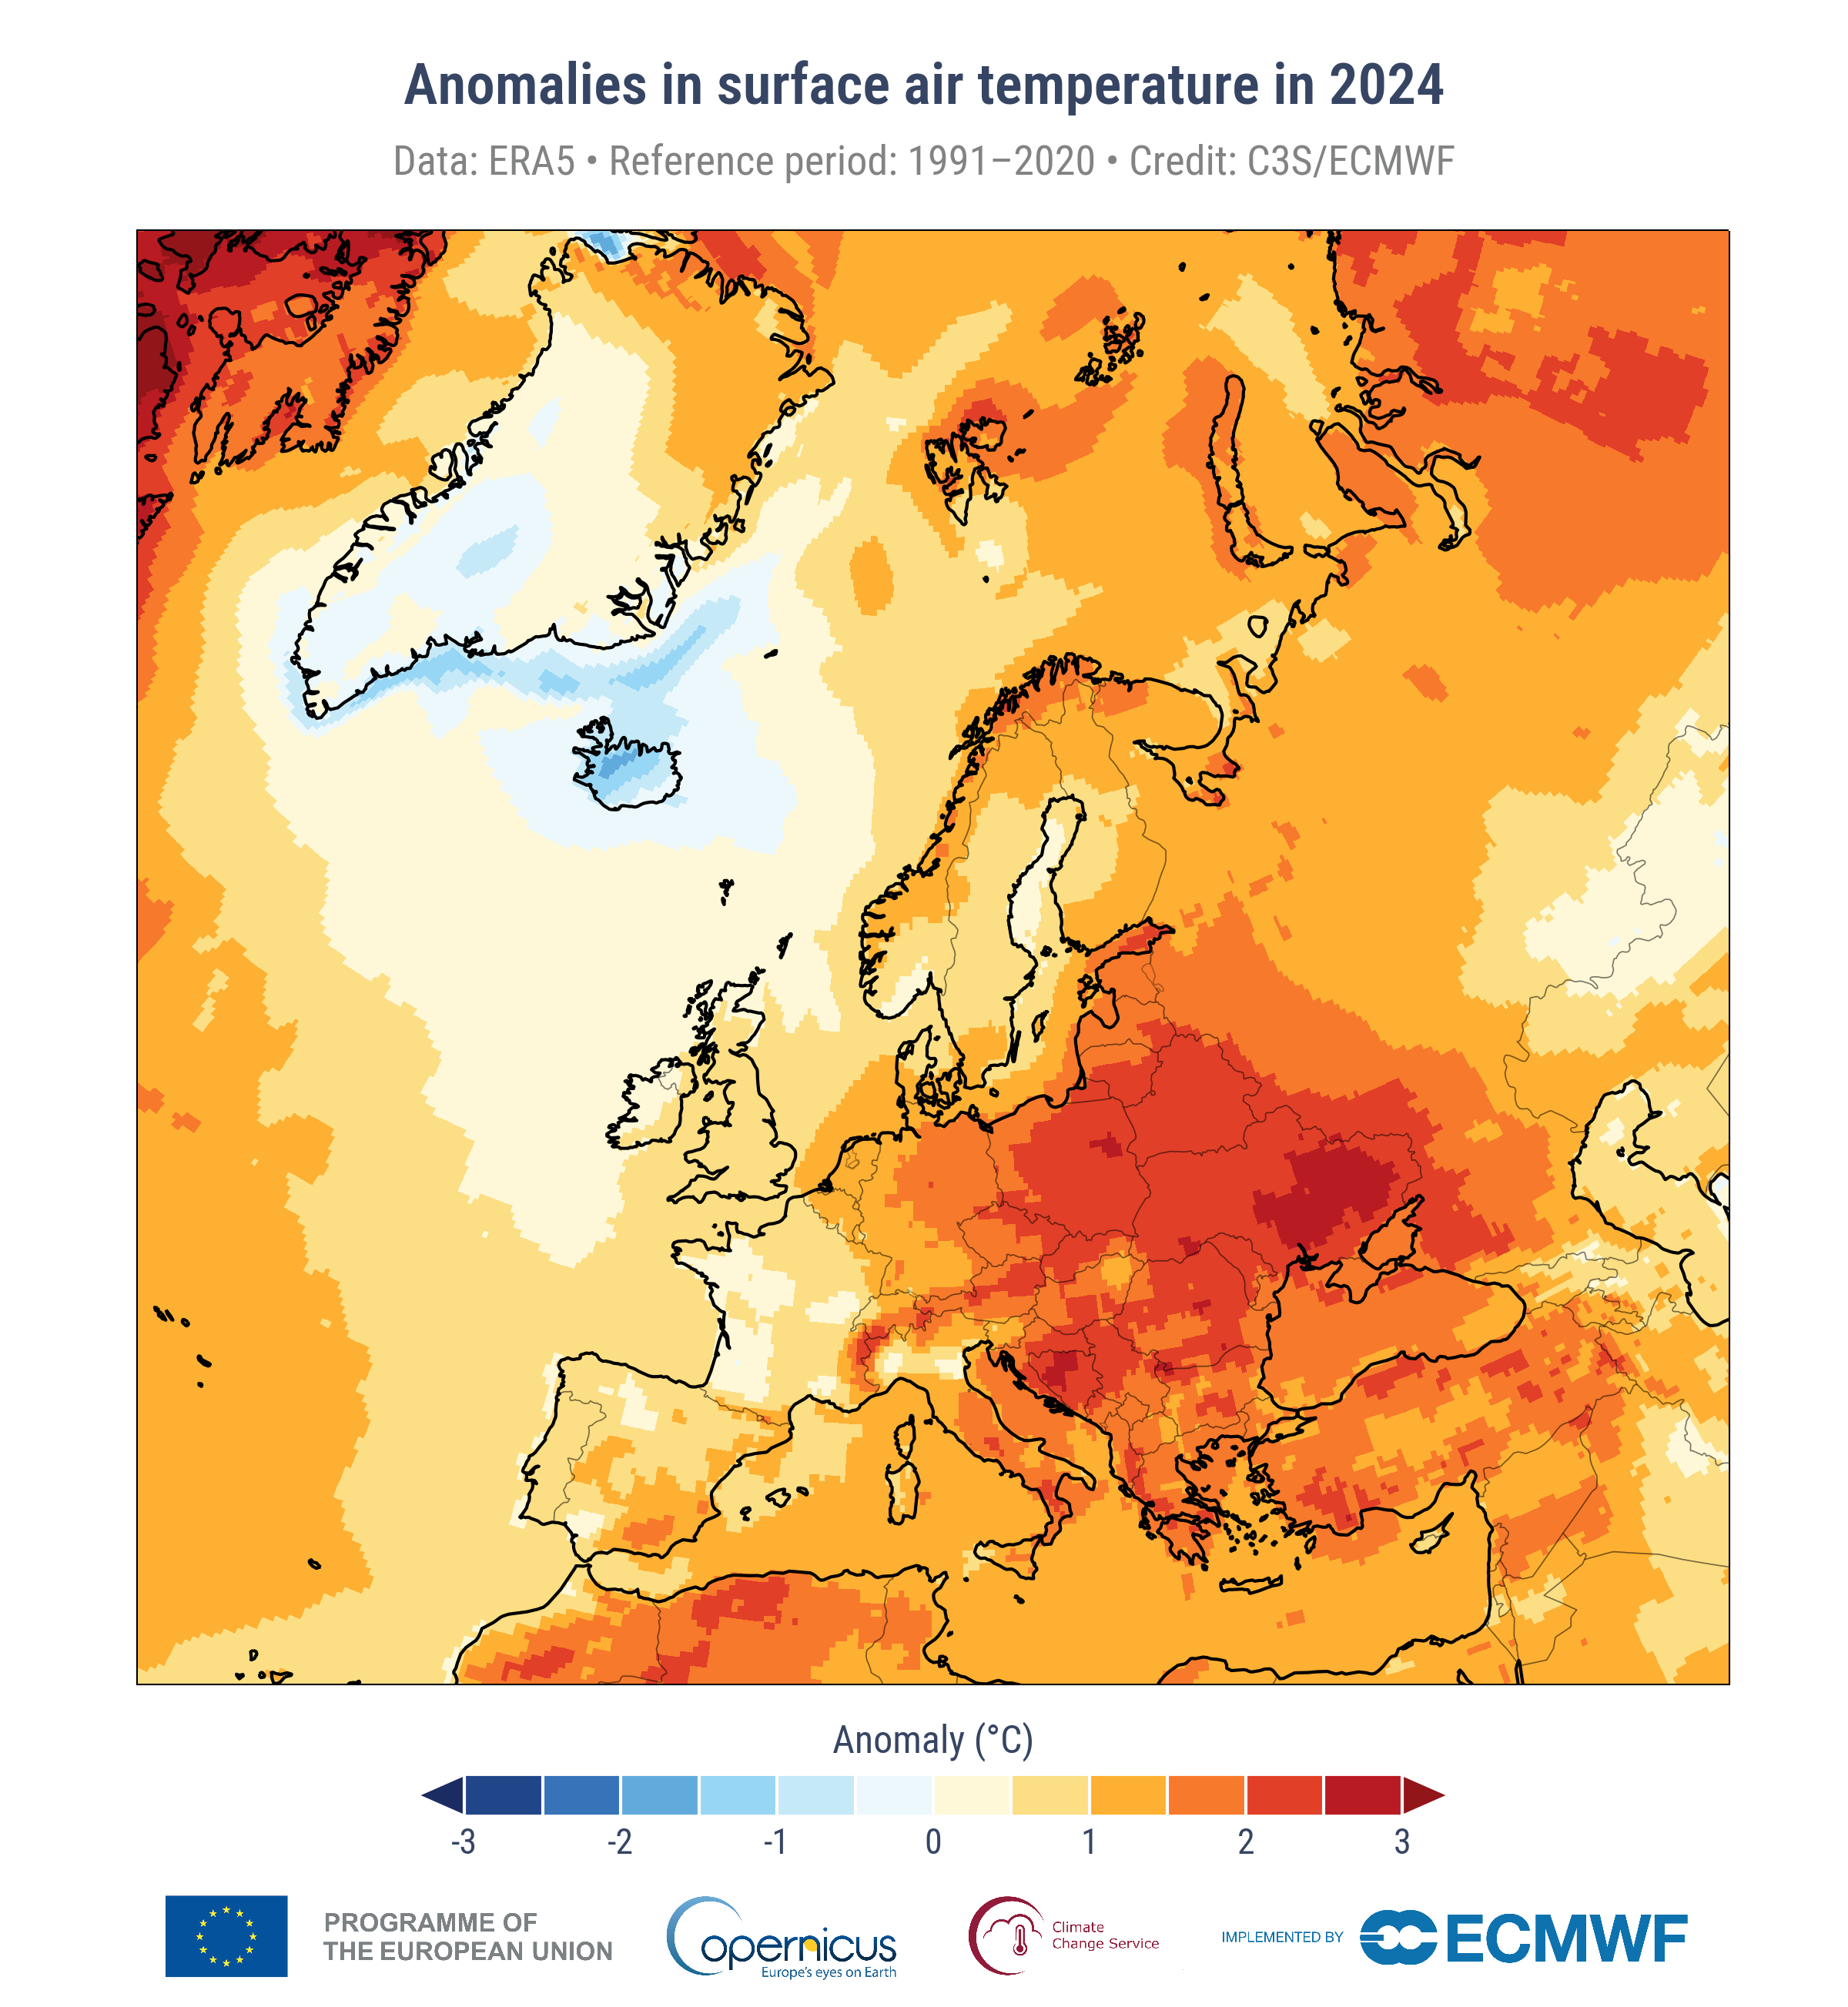 Anomalies in surface air temperature in 2024
Data: ERA5 • Reference period: 1991–2020 • Credit: C3S/ECMWF
Anomaly (°C)
-3 -2 -1 0 1 2 3
PROGRAMME OF
THE EUROPEAN UNION
opernicus
Europe's eyes on Earth
Climate
Change Service
IMPLEMENTED BY
ECMWF